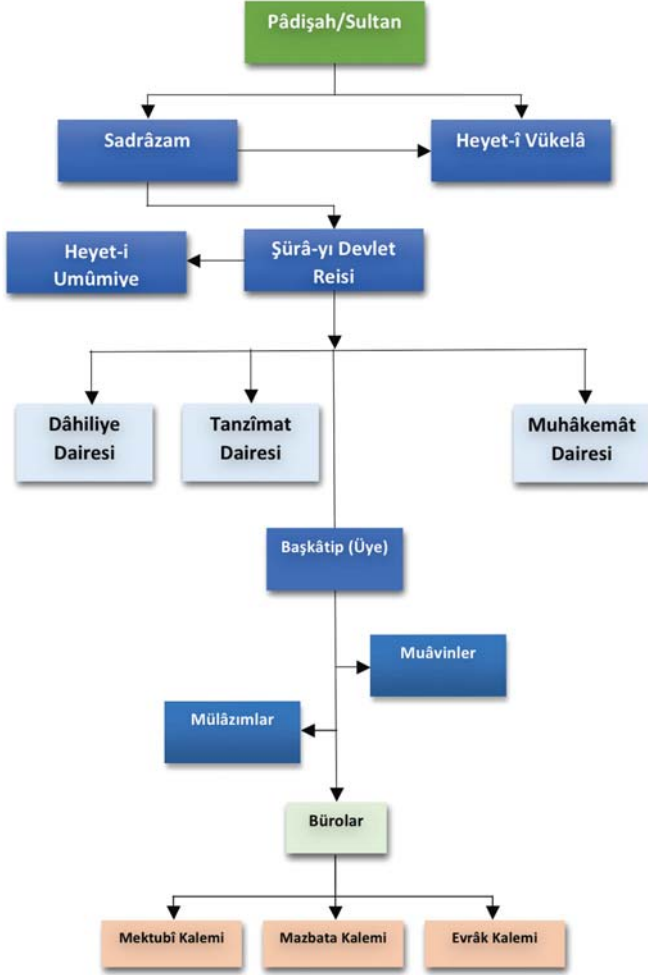 Pâdişah/Sultan
Sadrâzam
Heyet-î Vükelâ
Heyet-i
Umûmiye
Şûrâ-yı Devlet
Reisi
Dâhiliye
Dairesi
Tanzîmat
Dairesi
Muhâkemât
Dairesi
Başkâtip (Üye)
Muâvinler
Mülâzımlar
Bürolar
Mektubî Kalemi
Mazbata Kalemi
Evrâk Kalemi